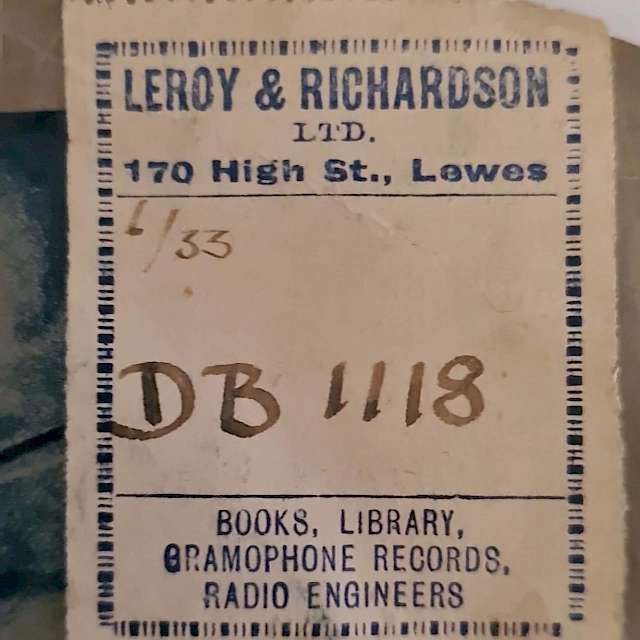 LEROY & RICHARDSON
LTD.
170 High St., Lewes
1/33
DB 1118
BOOKS, LIBRARY,
GRAMOPHONE RECORDS,
RADIO ENGINEERS